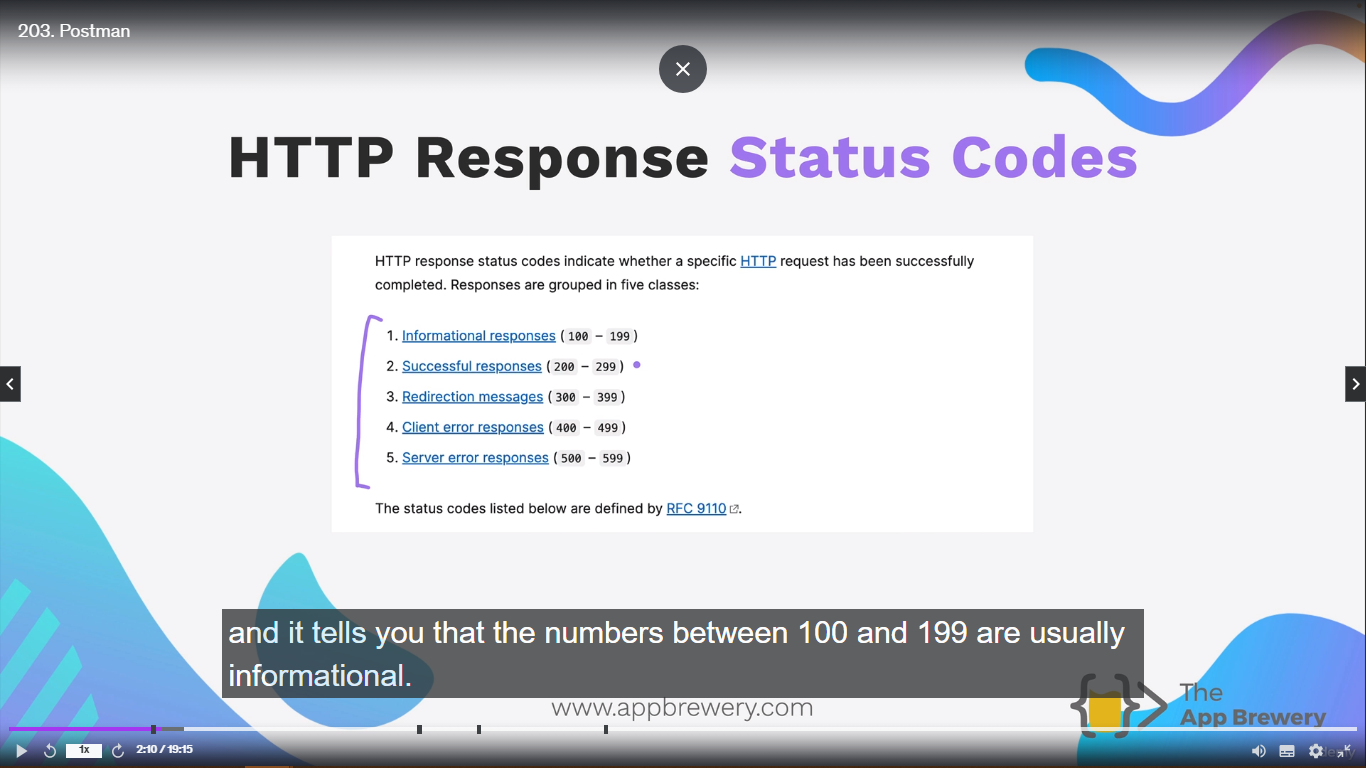 203. Postman
HTTP Response Status Codes
HTTP response status codes indicate whether a specific HTTP request has been successfully
completed. Responses are grouped in five classes:
1. Informational responses ( 100 – 199 )
2. Successful responses ( 200 – 299 )
3. Redirection messages ( 300 – 399 )
4. Client error responses ( 400 – 499 )
5. Server error responses ( 500 – 599 )
The status codes listed below are defined by RFC 9110.
and it tells you that the numbers between 100 and 199 are usually
informational.
www.appbrewery.com
The
App Brewery
1x
2:10 / 19:15